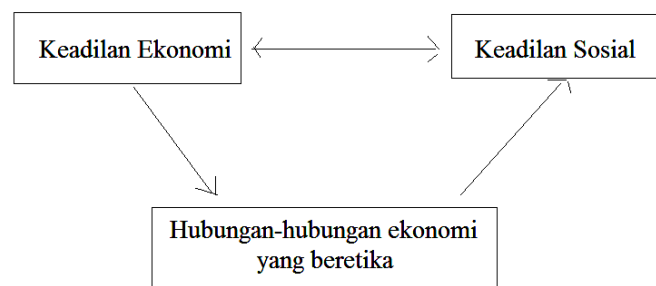 Keadilan Ekonomi
Keadilan Sosial
Hubungan-hubungan ekonomi
yang beretika